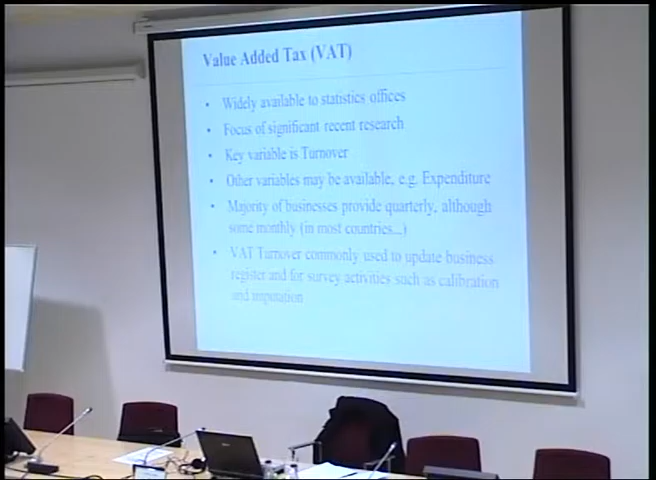 Value Added Tax (VAT)
• Widely available to statistics offices
• Focus of significant recent research
• Key variable is Turnover
• Other variables may be available, e.g. Expenditure
• Majority of businesses provide quarterly, although
some monthly (in most countries...)
• VAT Turnover commonly used to update business
register and for survey activities such as calibration
and imputation